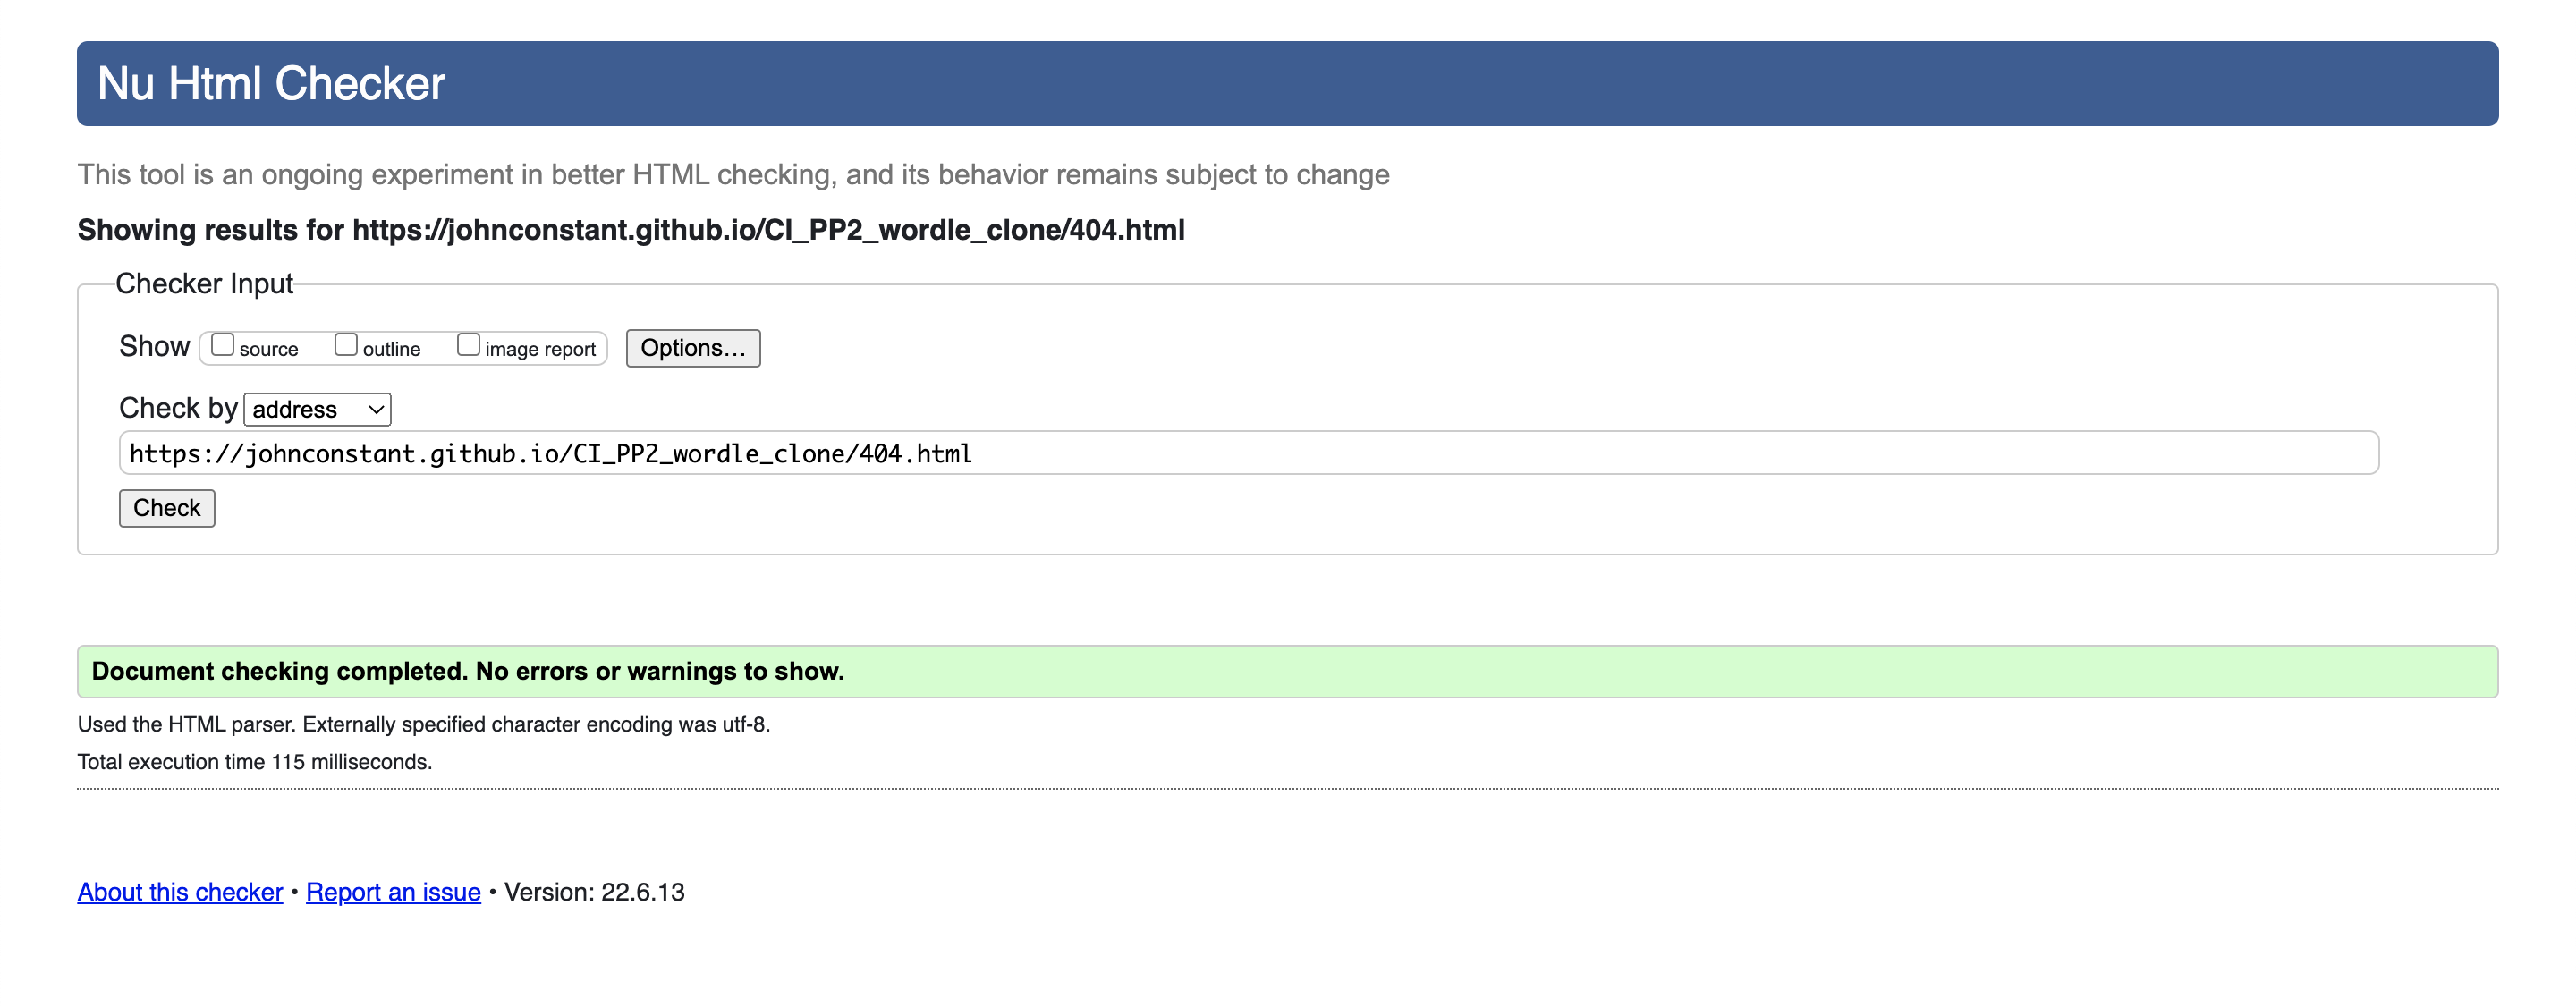 Nu Html Checker
This tool is an ongoing experiment in better HTML checking, and its behavior remains subject to change
Showing results for https://johnconstant.github.io/CI_PP2_wordle_clone/404.html
Checker Input
Show source outline image report Options...
Check by address
https://johnconstant.github.io/CI_PP2_wordle_clone/404.html
Check
Document checking completed. No errors or warnings to show.
Used the HTML parser. Externally specified character encoding was utf-8.
Total execution time 115 milliseconds.
About this checker • Report an issue • Version: 22.6.13